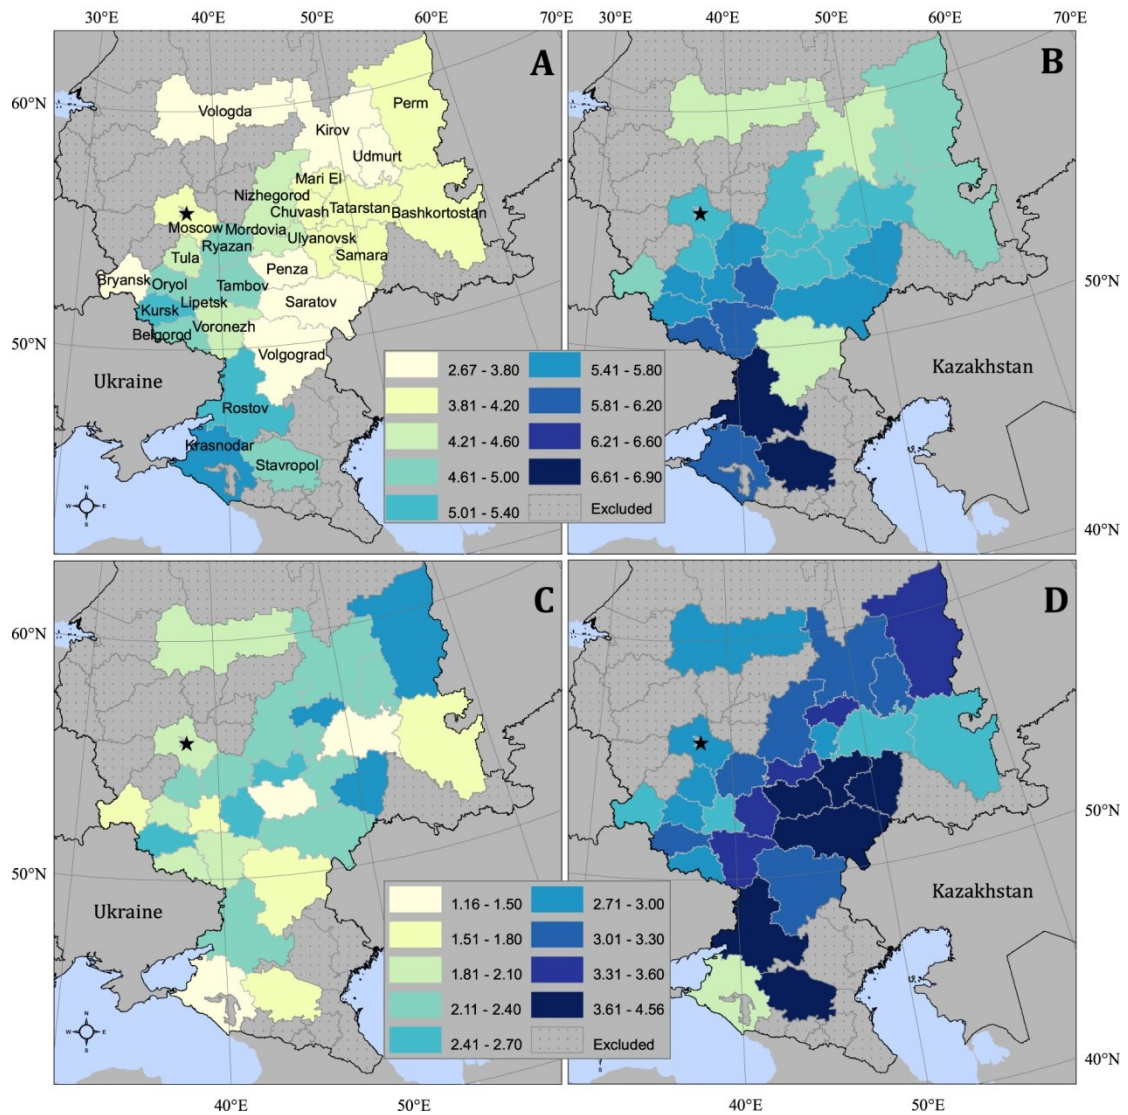 30°E 40°E 50°E 60°E 70°E 40°E 50°E 60°E 70°E
A
B
60°N
Vologda
Perm
Kirov
Udmurt
Mari El
Nizhegorod
Chuvash
Tatarstan
Bashkortostan
Moscow
Mordovia
Ulyanovsk
Ryazan
Samara
Tula
Penza
Bryansk
Oryol
Tambov
Lipetsk
Saratov
Kursk
Voronezh
Belgorod
50°N
50°N
Volgograd
Ukraine
Kazakhstan
2.67 - 3.80
5.41 - 5.80
3.81 - 4.20
5.81 - 6.20
4.21 - 4.60
6.21 - 6.60
4.61 - 5.00
6.61 - 6.90
5.01 - 5.40
Excluded
Rostov
Krasnodar
Stavropol
N
W E
S
40°N
C
D
60°N
50°N
50°N
Ukraine
Kazakhstan
1.16 - 1.50
2.71 - 3.00
1.51 - 1.80
3.01 - 3.30
1.81 - 2.10
3.31 - 3.60
2.11 - 2.40
3.61 - 4.56
2.41 - 2.70
Excluded
N
W E
S
40°N
40°E 50°E 40°E 50°E